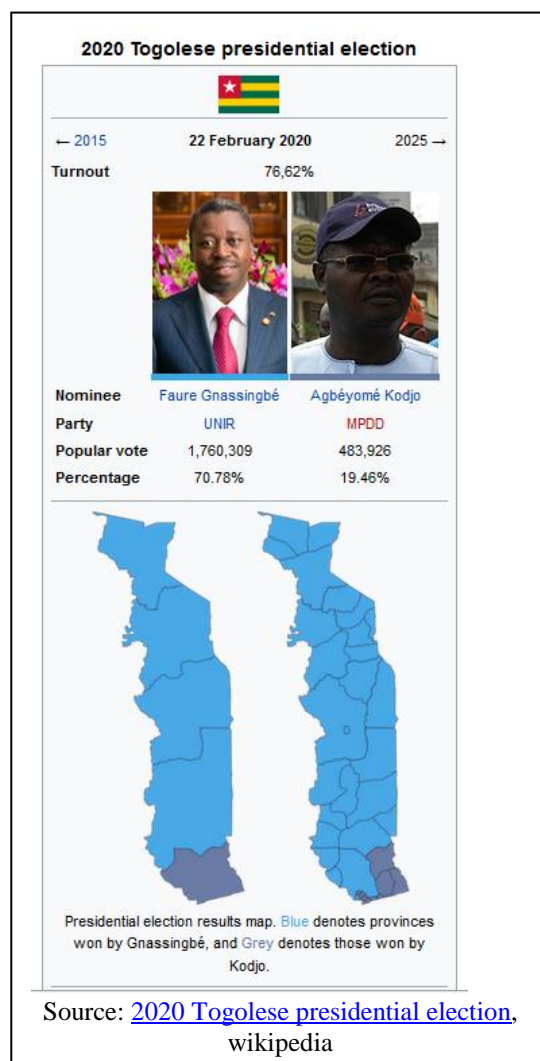 2020 Togolese presidential election
← 2015 22 February 2020 2025 →
Turnout 76,62%
Nominee Faure Gnassingbé Agbéyomé Kodjo
Party UNIR MPDD
Popular vote 1,760,309 483,926
Percentage 70.78% 19.46%
Presidential election results map. Blue denotes provinces
won by Gnassingbé, and Grey denotes those won by
Kodjo.
Source: 2020 Togolese presidential election,
wikipedia